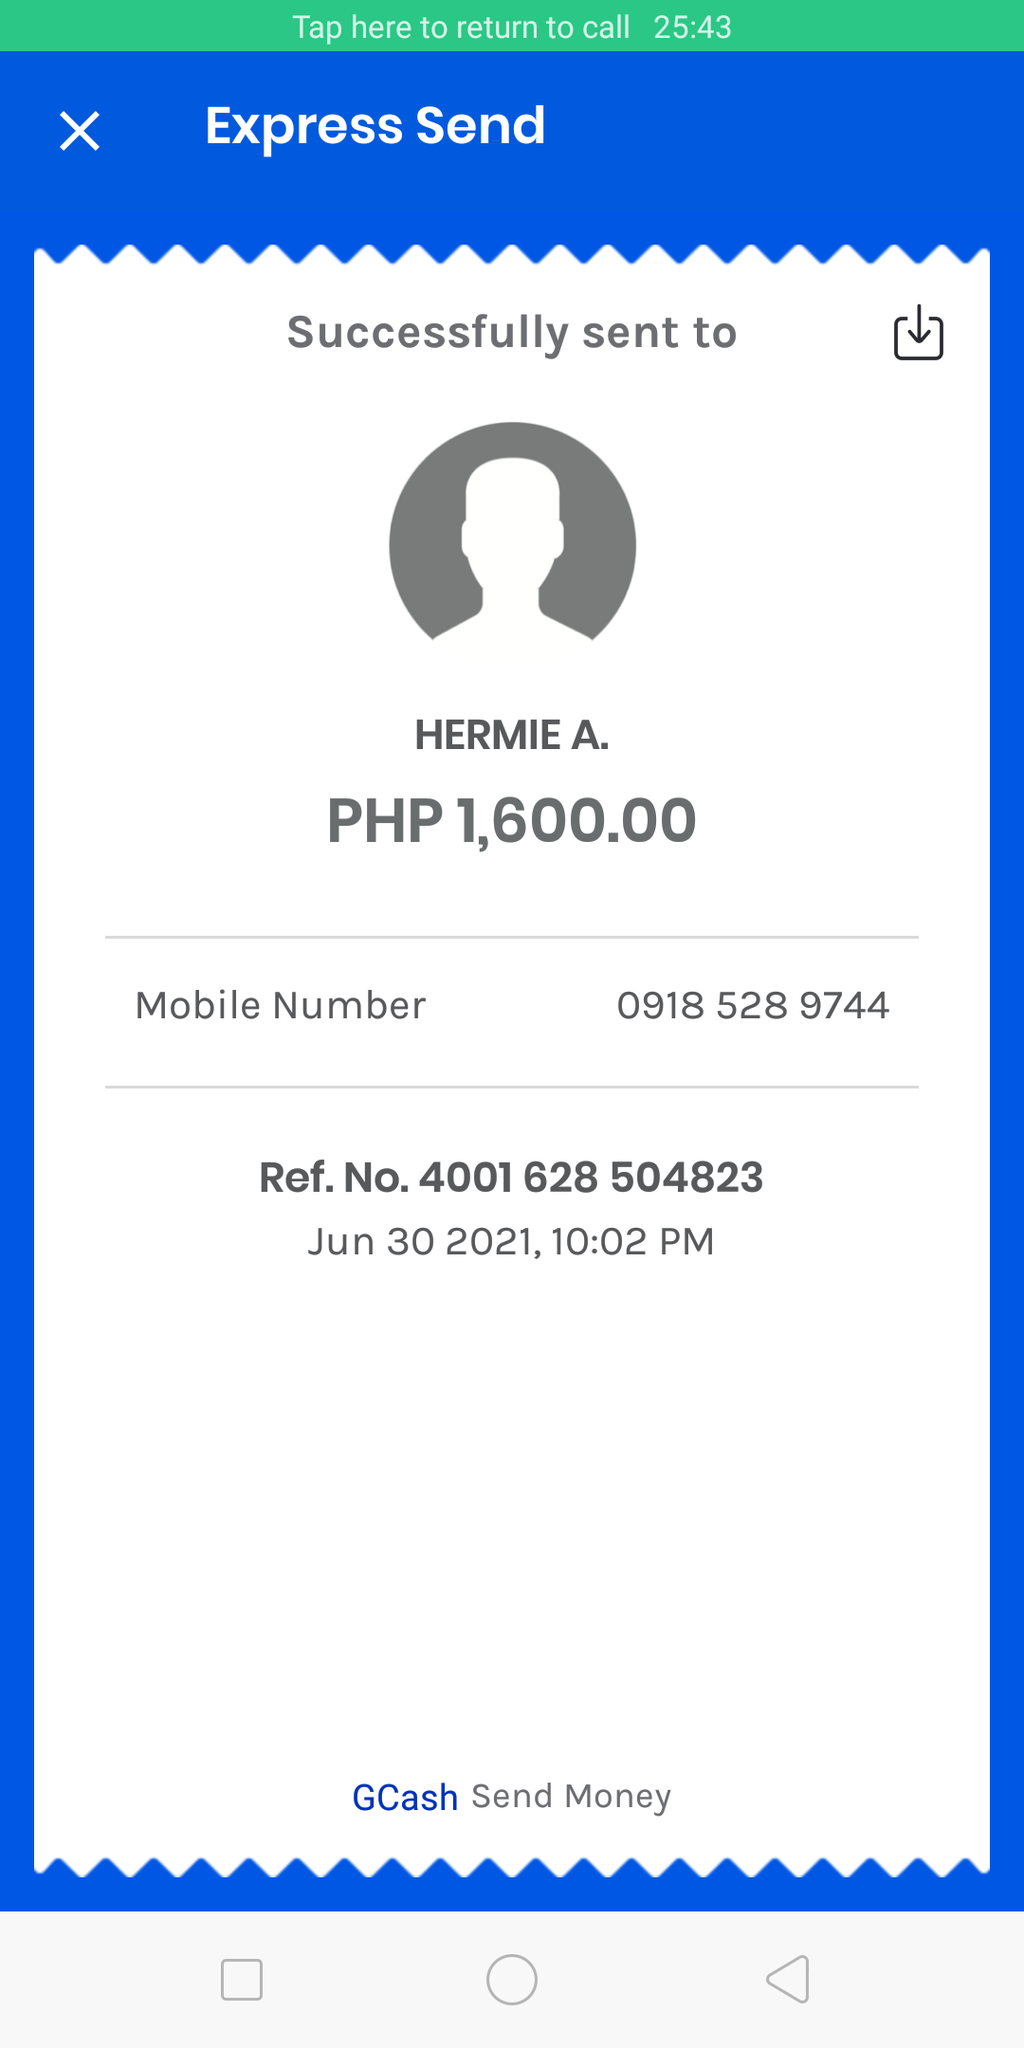 Tap here to return to call 25:43
Express Send
Successfully sent to
HERMIE A.
PHP 1,600.00
Mobile Number 0918 528 9744
Ref. No. 4001 628 504823
Jun 30 2021, 10:02 PM
GCash Send Money